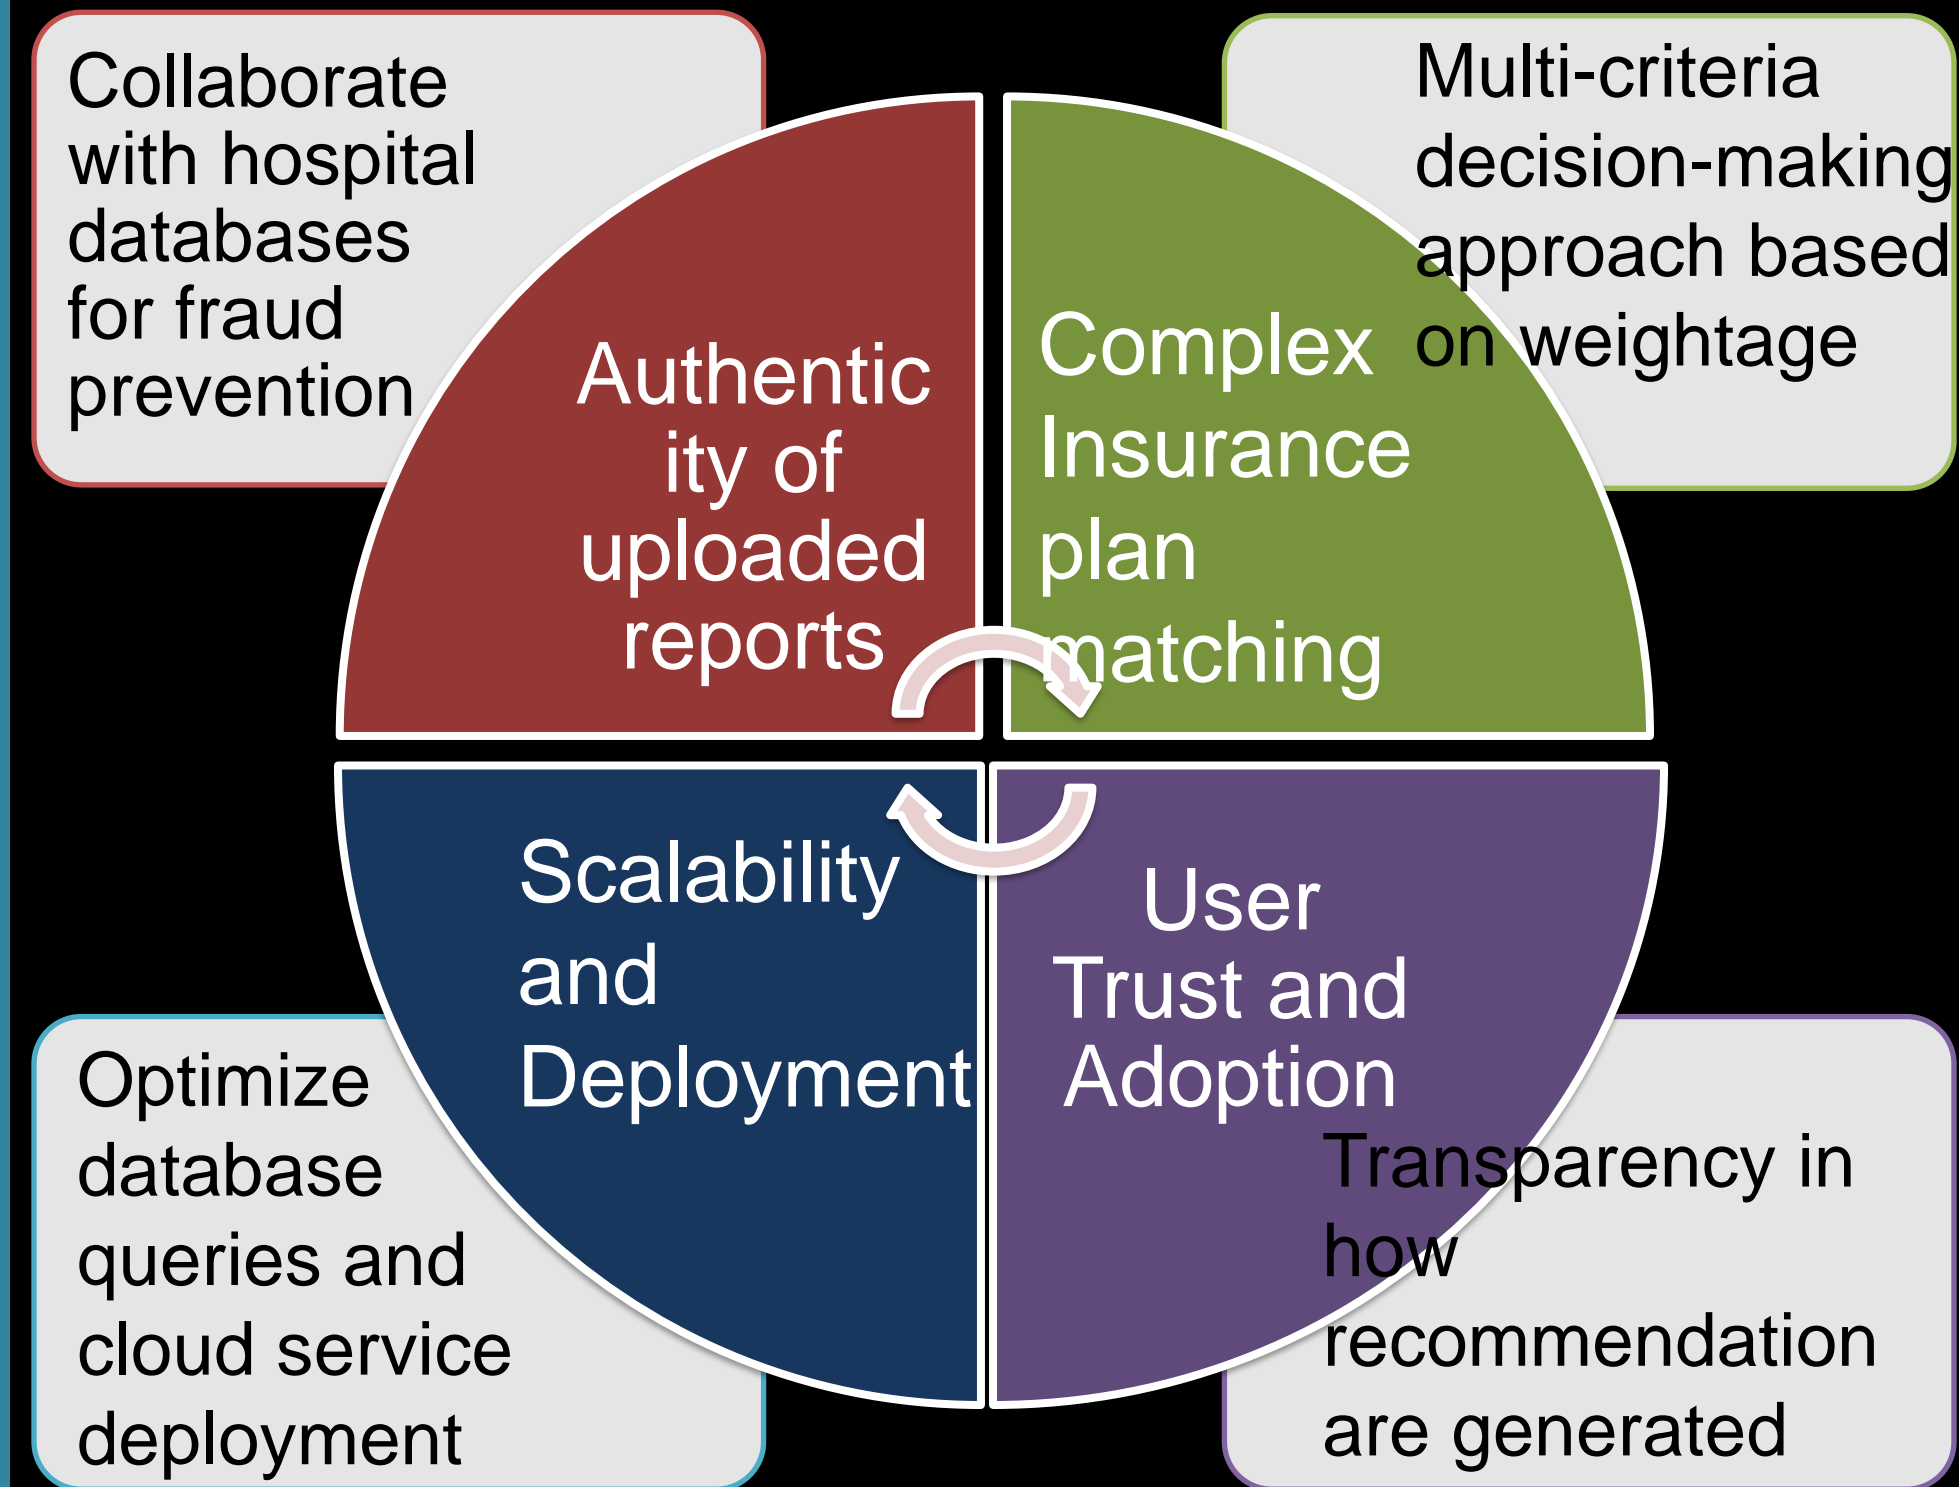 Collaborate
with hospital
databases
for fraud
prevention
Authentic
ity of
uploaded
reports
Multi-criteria
decision-making
approach based
on weightage
Complex
Insurance
plan
matching
Scalability
and
Deployment
Optimize
database
queries and
cloud service
deployment
User
Trust and
Adoption
Transparency in
how
recommendation
are generated